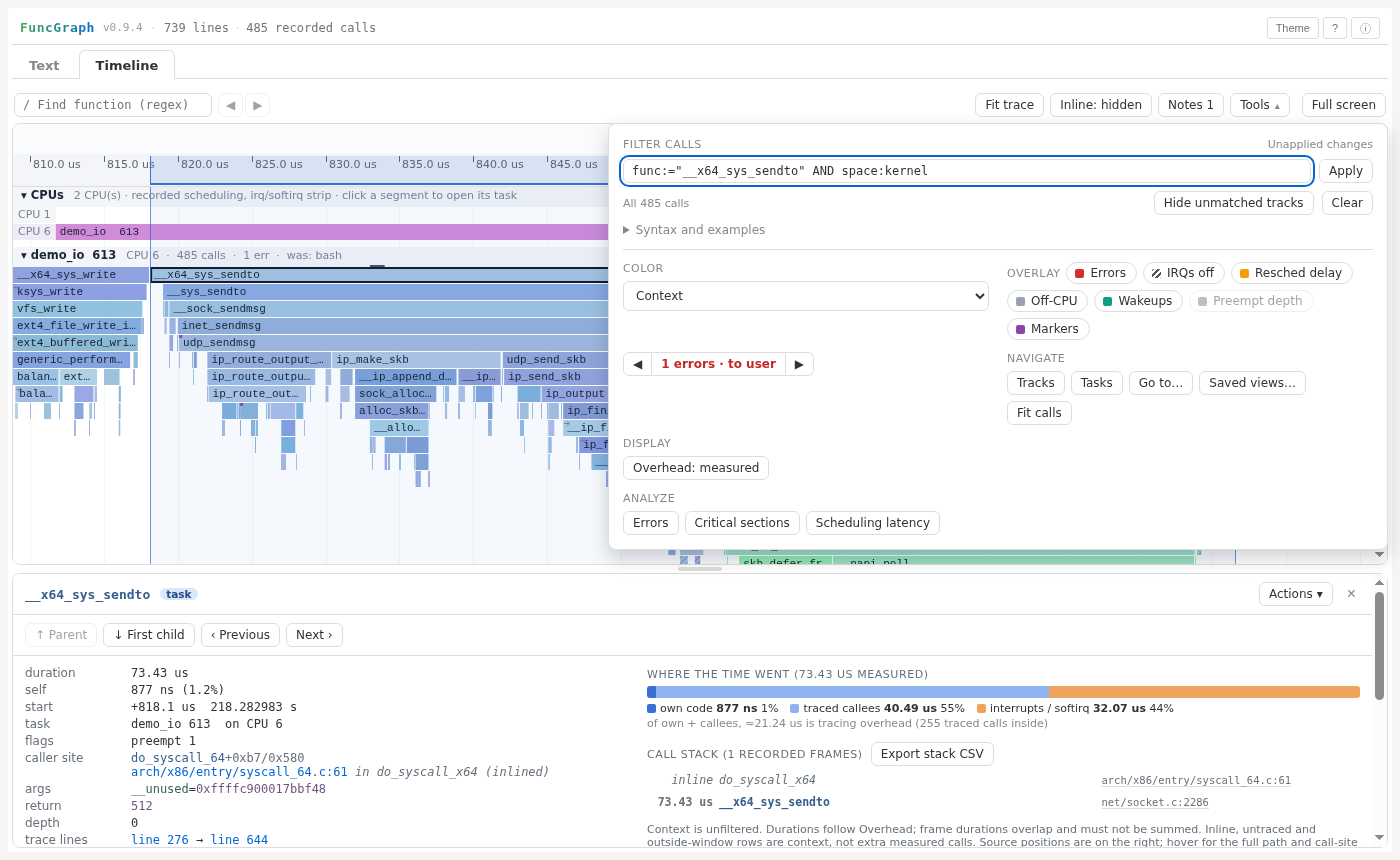 FuncGraph v0.9.4 · 739 lines · 485 recorded calls
Theme ? ⓘ
Text Timeline
/ Find function (regex) ◀ ▶ Fit trace Inline: hidden Notes 1 Tools ▴ Full screen
810.0 us 815.0 us 820.0 us 825.0 us 830.0 us 835.0 us 840.0 us 845.0 us
▾ CPUs 2 CPU(s) · recorded scheduling, irq/softirq strip · click a segment to open its task
CPU 1
CPU 6 demo_io 613
▾ demo_io 613 CPU 6 · 485 calls · 1 err · was: bash
__x64_sys_write __x64_sys_sendto
ksys_write __sys_sendto
vfs_write __sock_sendmsg
ext4_file_write_i… inet_sendmsg
ext4_buffered_wri… udp_sendmsg
generic_perform… ip_route_output_… ip_make_skb udp_send_skb
balan… ext… ip_route_outpu… __ip_append_d… __ip… ip_send_skb
bala… ip_route_out… sock_alloc… ip_output
alloc_skb… ip_fin
__allo… __ip_f
ip_f
skb_defer_fr… __napi_poll
FILTER CALLS Unapplied changes
func:="__x64_sys_sendto" AND space:kernel Apply
All 485 calls Hide unmatched tracks Clear
▶ Syntax and examples
COLOR
Context
◀ 1 errors · to user ▶
OVERLAY Errors IRQs off Resched delay
Off-CPU Wakeups Preempt depth
Markers
NAVIGATE
Tracks Tasks Go to… Saved views…
Fit calls
DISPLAY
Overhead: measured
ANALYZE
Errors Critical sections Scheduling latency
__x64_sys_sendto task Actions ▾ ×
↑ Parent ↓ First child ‹ Previous Next ›
duration 73.43 us
self 877 ns (1.2%)
start +818.1 us 218.282983 s
task demo_io 613 on CPU 6
flags preempt 1
caller site do_syscall_64+0xb7/0x580
arch/x86/entry/syscall_64.c:61 in do_syscall_x64 (inlined)
args __unused=0xffffc900017bbf48
return 512
depth 0
trace lines line 276 → line 644
WHERE THE TIME WENT (73.43 US MEASURED)
own code 877 ns 1% traced callees 40.49 us 55% interrupts / softirq 32.07 us 44%
of own + callees, ≈21.24 us is tracing overhead (255 traced calls inside)
CALL STACK (1 RECORDED FRAMES) Export stack CSV
inline do_syscall_x64 arch/x86/entry/syscall_64.c:61
73.43 us __x64_sys_sendto net/socket.c:2286
Context is unfiltered. Durations follow Overhead; frame durations overlap and must not be summed. Inline, untraced and
outside-window rows are context, not extra measured calls. Source positions are on the right; hover for the full path and call-site